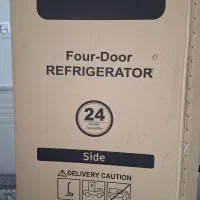 Four-Door
REFRIGERATOR
24
Side
DELIVERY CAUTION